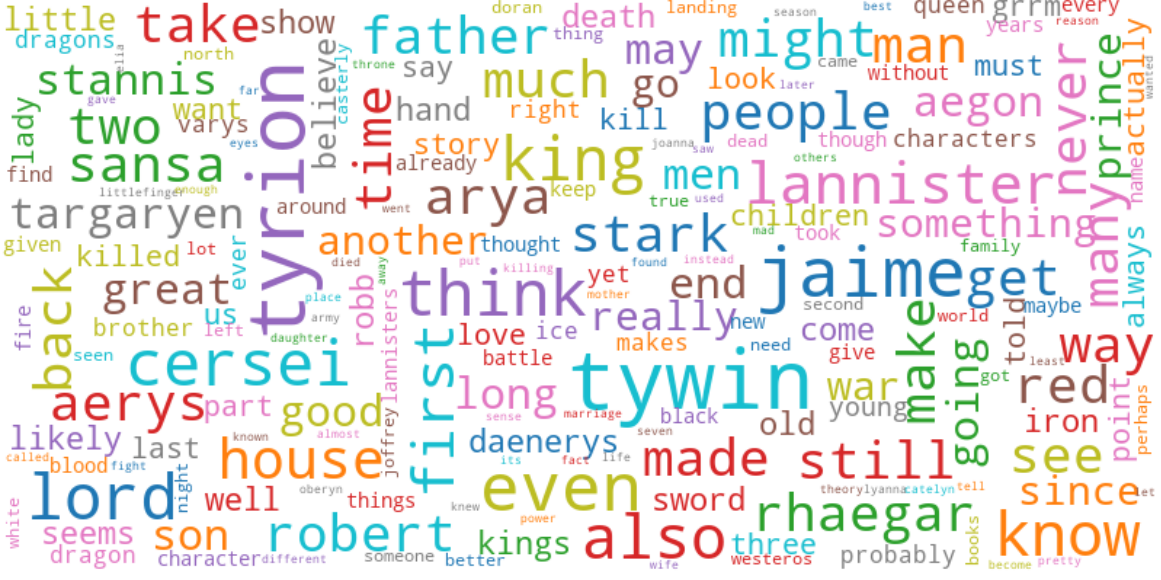 little
take
show
father
doran
death
landing
thing
season
might
best
queen
grrm
every
reason
years
man
dragons
elia
north
stannis
gave
far
throne
casterly
believe
say
may
came
look
later
without
must
actually
wanted
much
go
prince
never
lady
want
varys
two
eyes
tyrion
time
hand
right
kill
people
aegon
sansa
find
littlefinger
enough
already
story
king
joanna
saw
dead
though
characters
others
name
targaryen
around
went
arya
keep
men
true
used
lannister
many
children
something
mad
took
given
killed
lot
ever
another
thought
stark
family
always
back
great
died
away
put
killing
found
instead
yet
end
jaime
get
fire
us
place
robb
think
mother
second
maybe
brother
left
army
lannisters
really
new
come
world
told
way
seen
daughter
first
love
ice
makes
need
give
make
going
least
cersei
battle
got
aerys
part
good
joffrey
long
tywin
war
red
point
perhaps
sense
marriage
black
young
old
iron
likely
last
known
almost
daenerys
seven
called
blood
fight
house
its
fact
life
made
still
see
lord
night
well
oberyn
things
even
sword
theory
lyanna
catelyn
tell
since
let
white
seems
son
robert
knew
power
kings
also
three
rhaegar
books
know
dragon
character
different
someone
better
wife
westeros
probably
become
pretty